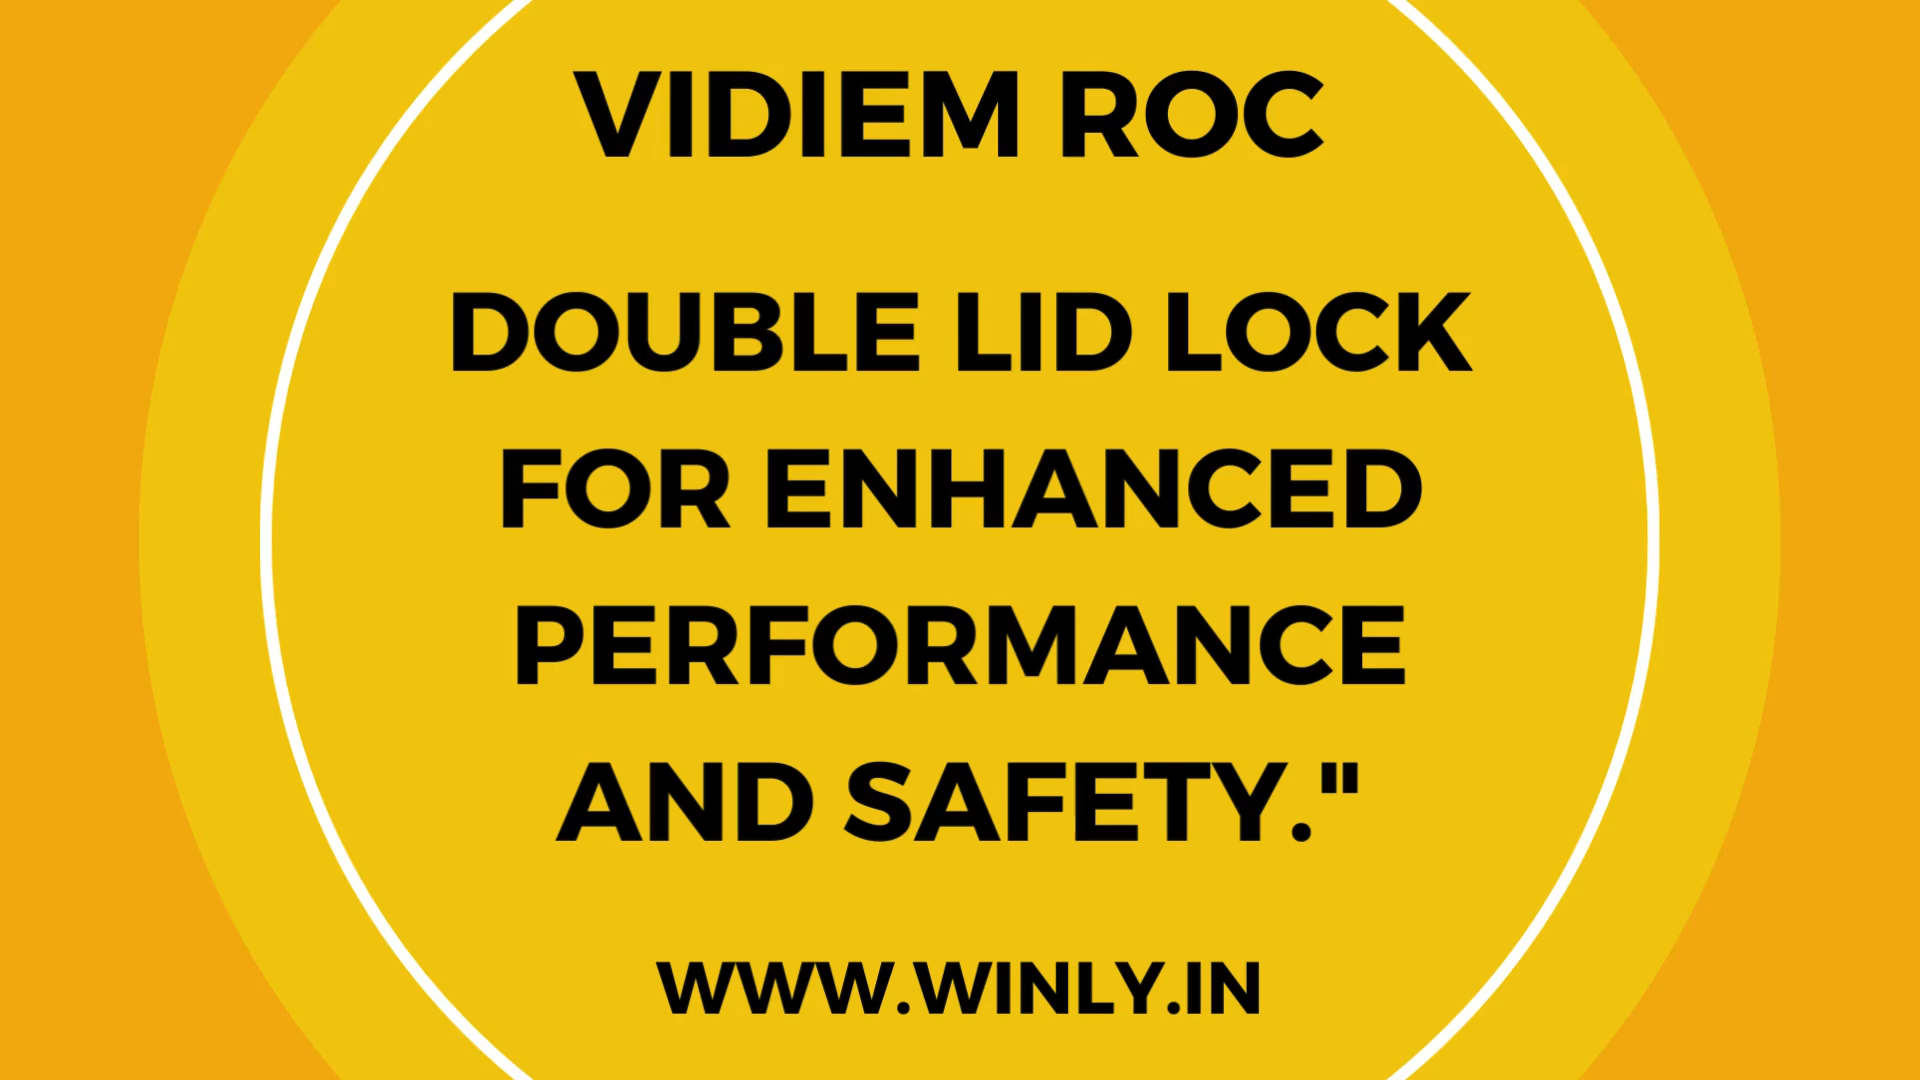 VIDIEM ROC
DOUBLE LID LOCK
FOR ENHANCED
PERFORMANCE
AND SAFETY."
WWW.WINLY.IN